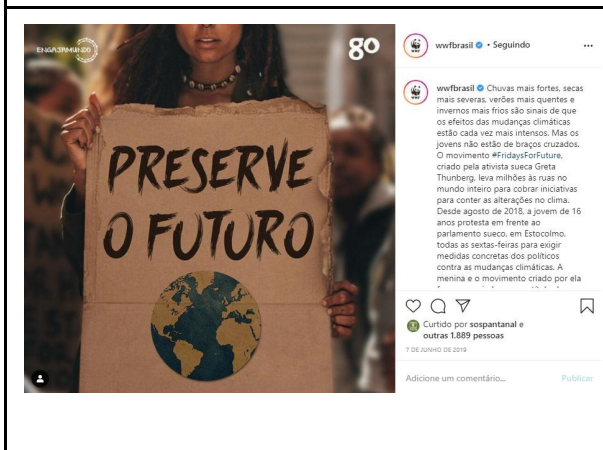 ENGAJAMUNDO
go
PRESERVE
O FUTURO
wwfbrasil • Seguindo
wwfbrasil Chuvas mais fortes, secas
mais severas, verões mais quentes e
invernos mais frios são sinais de que
os efeitos das mudanças climáticas
estão cada vez mais intensos. Mas os
jovens não estão de braços cruzados.
O movimento #FridaysForFuture,
criado pela ativista sueca Greta
Thunberg, leva milhões às ruas no
mundo inteiro para cobrar iniciativas
para conter as alterações no clima.
Desde agosto de 2018, a jovem de 16
anos protesta em frente ao
parlamento sueco, em Estocolmo,
todas as sextas-feiras para exigir
medidas concretas dos políticos
contra as mudanças climáticas. A
menina e o movimento criado por ela
Curtido por sospantanal e
outras 1.889 pessoas
7 DE JUNHO DE 2019
Adicione um comentário... Publicar